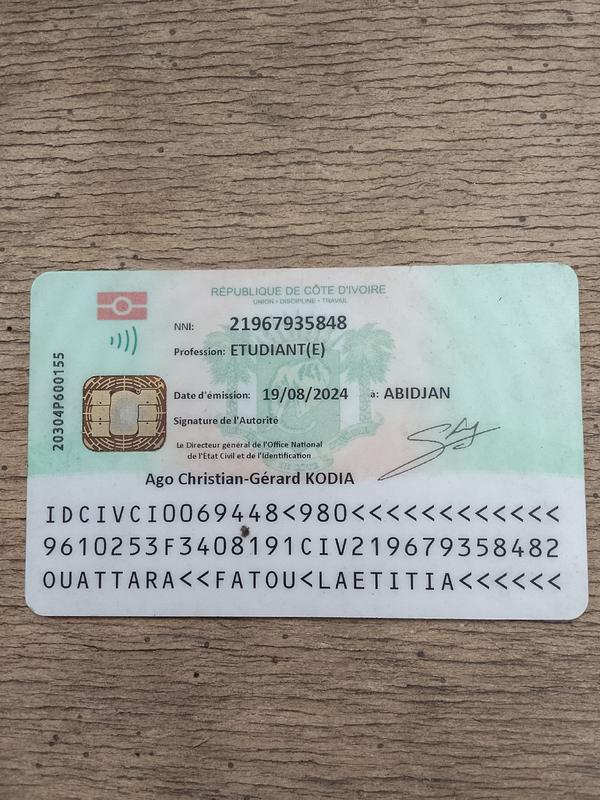 RÉPUBLIQUE DE CÔTE D'IVOIRE
UNION - DISCIPLINE - TRAVAIL
NNI: 21967935848
Profession: ETUDIANT(E)
Date d'émission: 19/08/2024 à: ABIDJAN
Signature de l'Autorité
Le Directeur général de l'Office National
de l'État Civil et de l'Identification
Ago Christian-Gérard KODIA
20304P600155
IDCIVCI0069448<980<<<<<<<<<<<<
9610253F3408191CIV219679358482
OUATTARA<<FATOU<LAETITIA<<<<<<